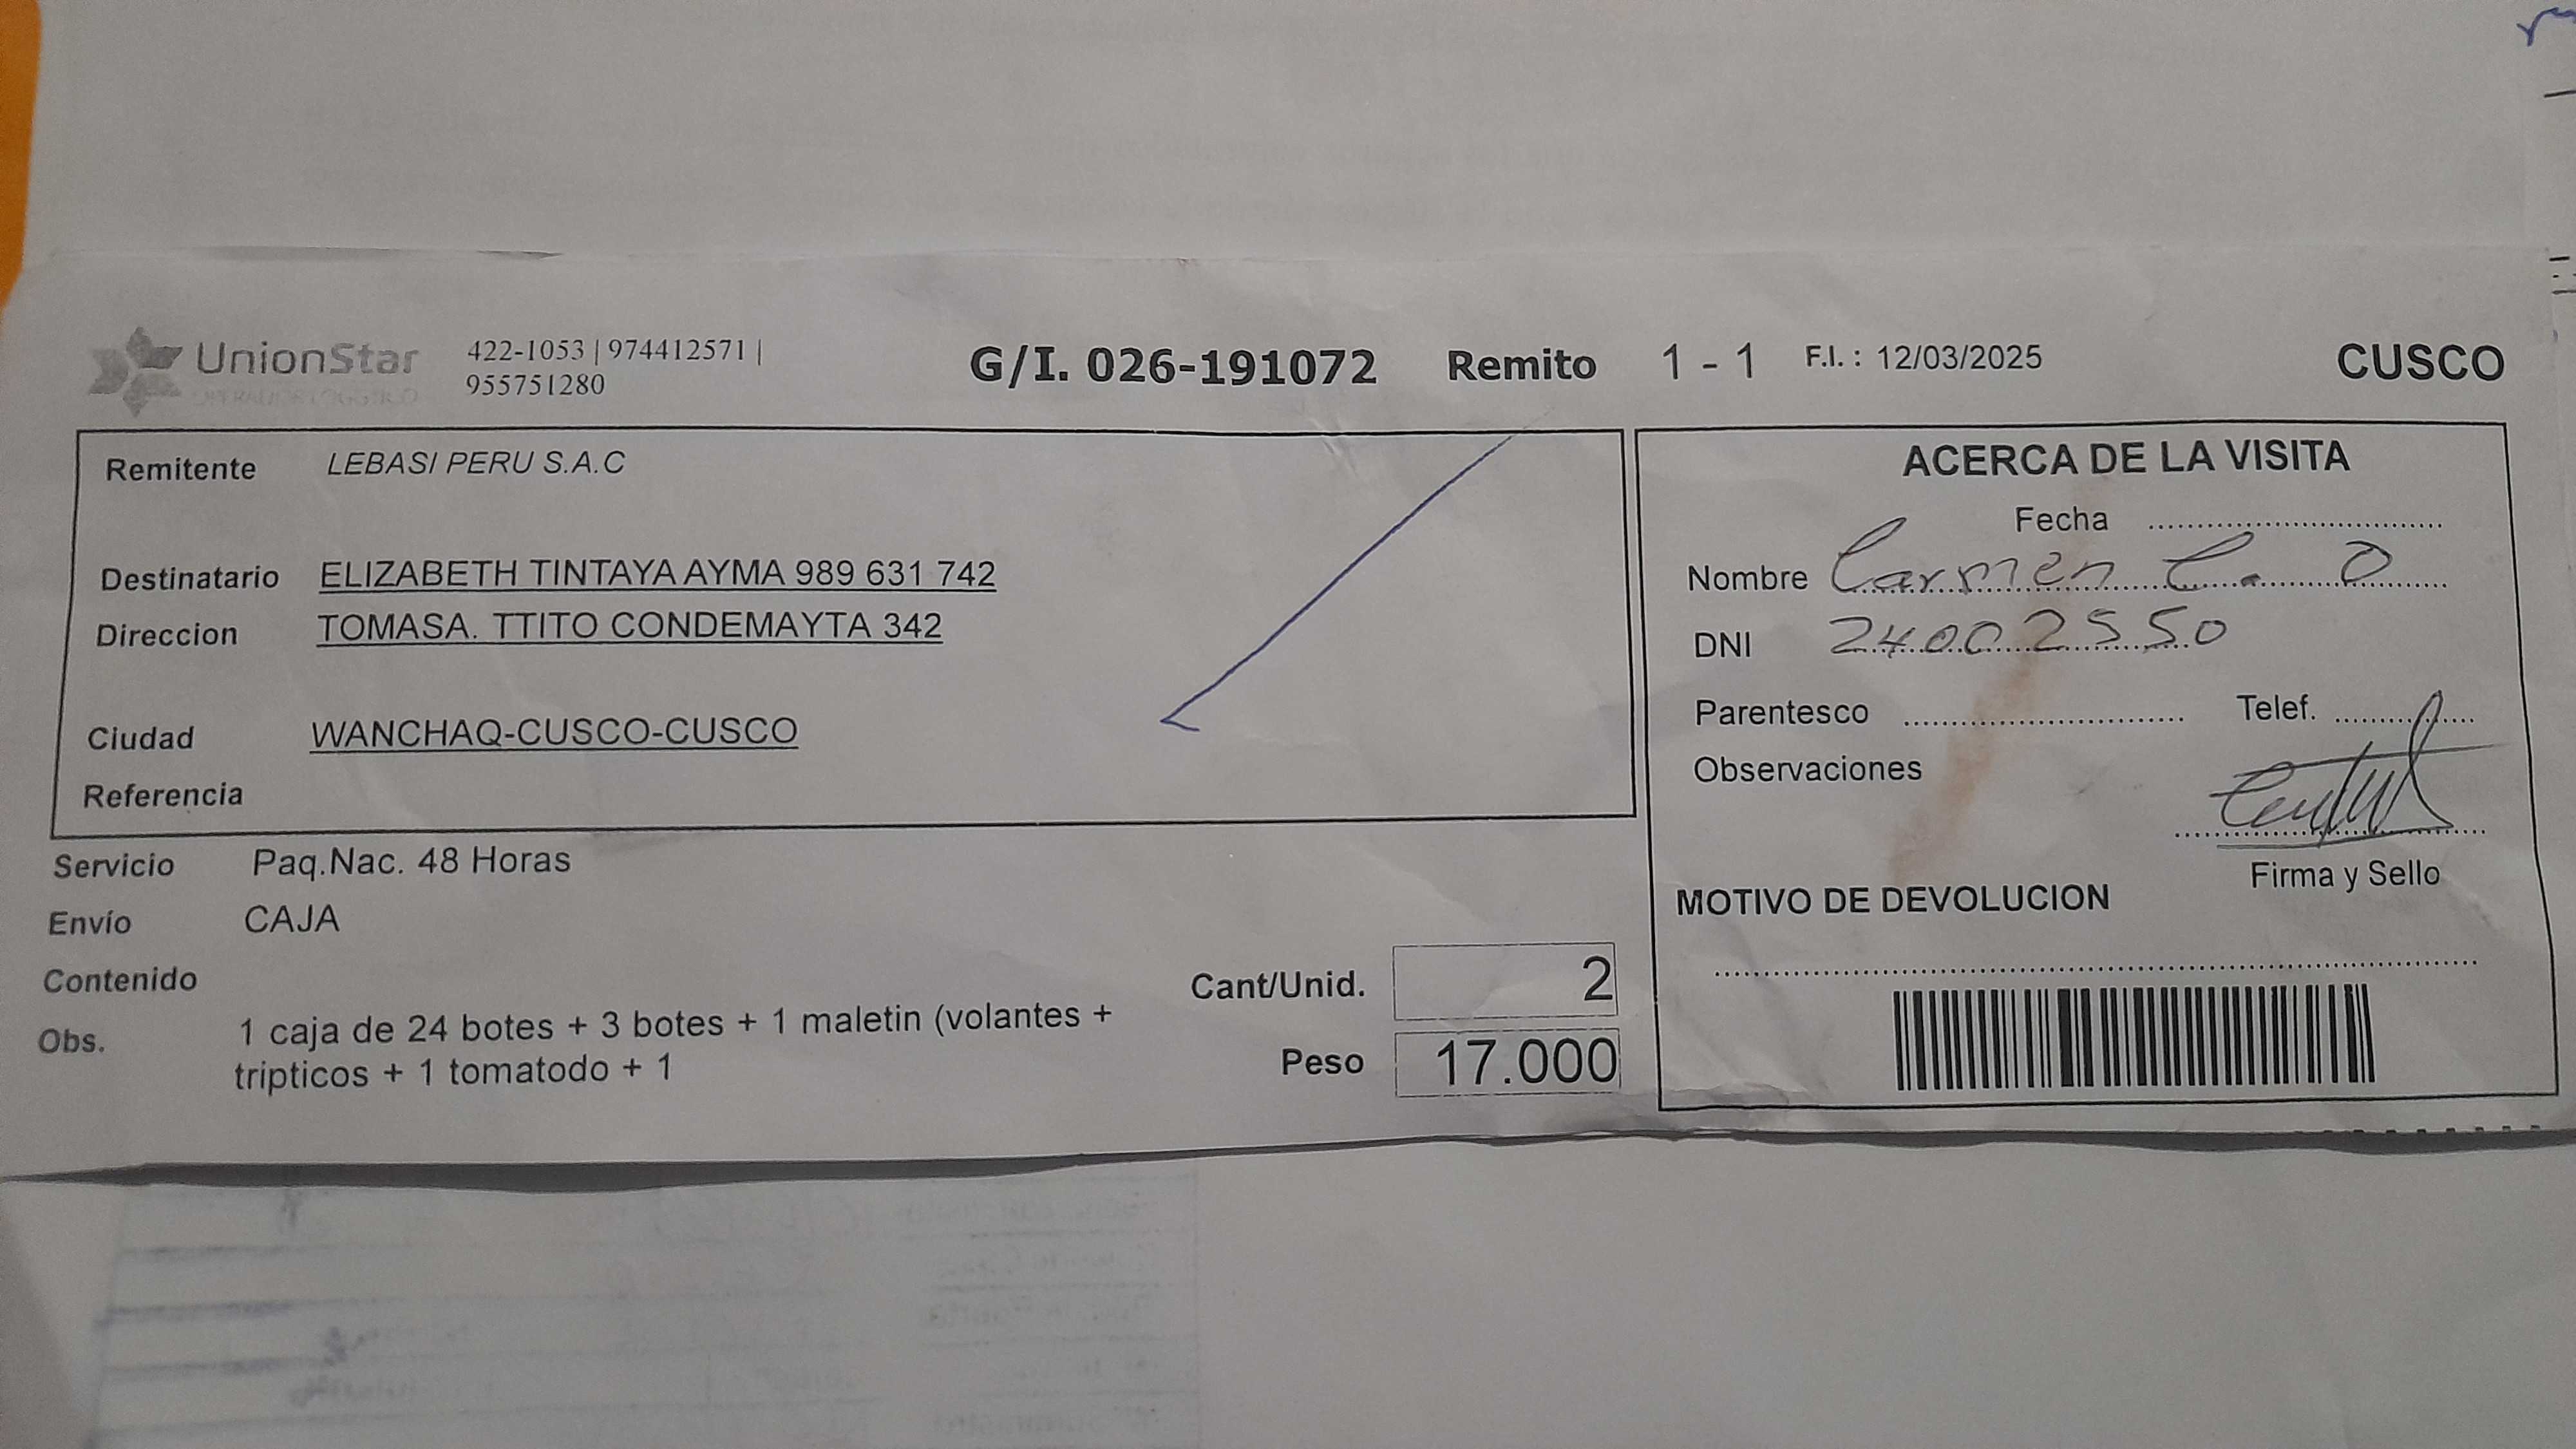 UnionStar
OPERADOR LOGISTICO
422-1053 | 974412571 |
955751280
G/I. 026-191072 Remito 1 - 1 F.I. : 12/03/2025 CUSCO
Remitente LEBASI PERU S.A.C
Destinatario ELIZABETH TINTAYA AYMA 989 631 742
Direccion TOMASA. TTITO CONDEMAYTA 342
Ciudad WANCHAQ-CUSCO-CUSCO
Referencia
Servicio Paq.Nac. 48 Horas
Envío CAJA
Contenido
Obs. 1 caja de 24 botes + 3 botes + 1 maletin (volantes +
tripticos + 1 tomatodo + 1
Cant/Unid. 2
Peso 17.000
ACERCA DE LA VISITA
Fecha
Nombre Carmen C. O
DNI 24002550
Parentesco Telef.
Observaciones
Firma y Sello
MOTIVO DE DEVOLUCION